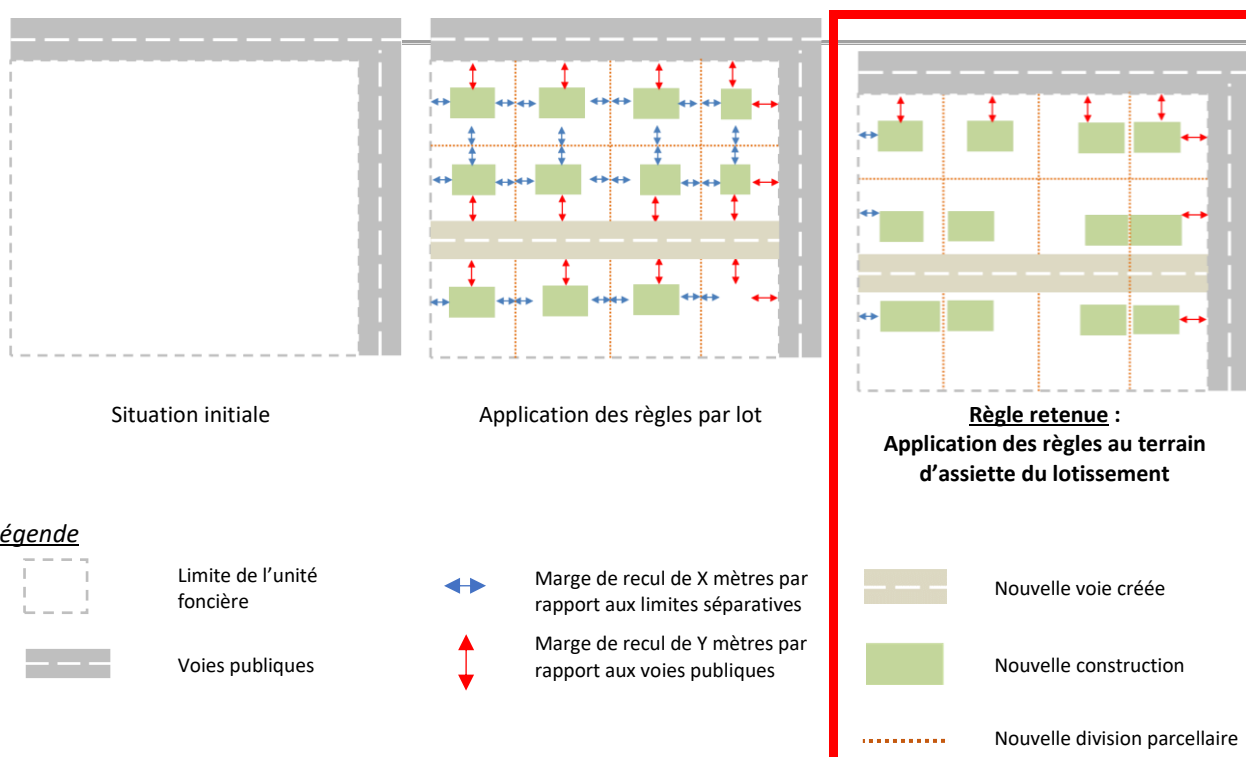 Situation initiale
Application des règles par lot
Règle retenue :
Application des règles au terrain
d'assiette du lotissement
égende
Limite de l'unité
foncière
Marge de recul de X mètres par
rapport aux limites séparatives
Nouvelle voie créée
Voies publiques
Marge de recul de Y mètres par
rapport aux voies publiques
Nouvelle construction
Nouvelle division parcellaire